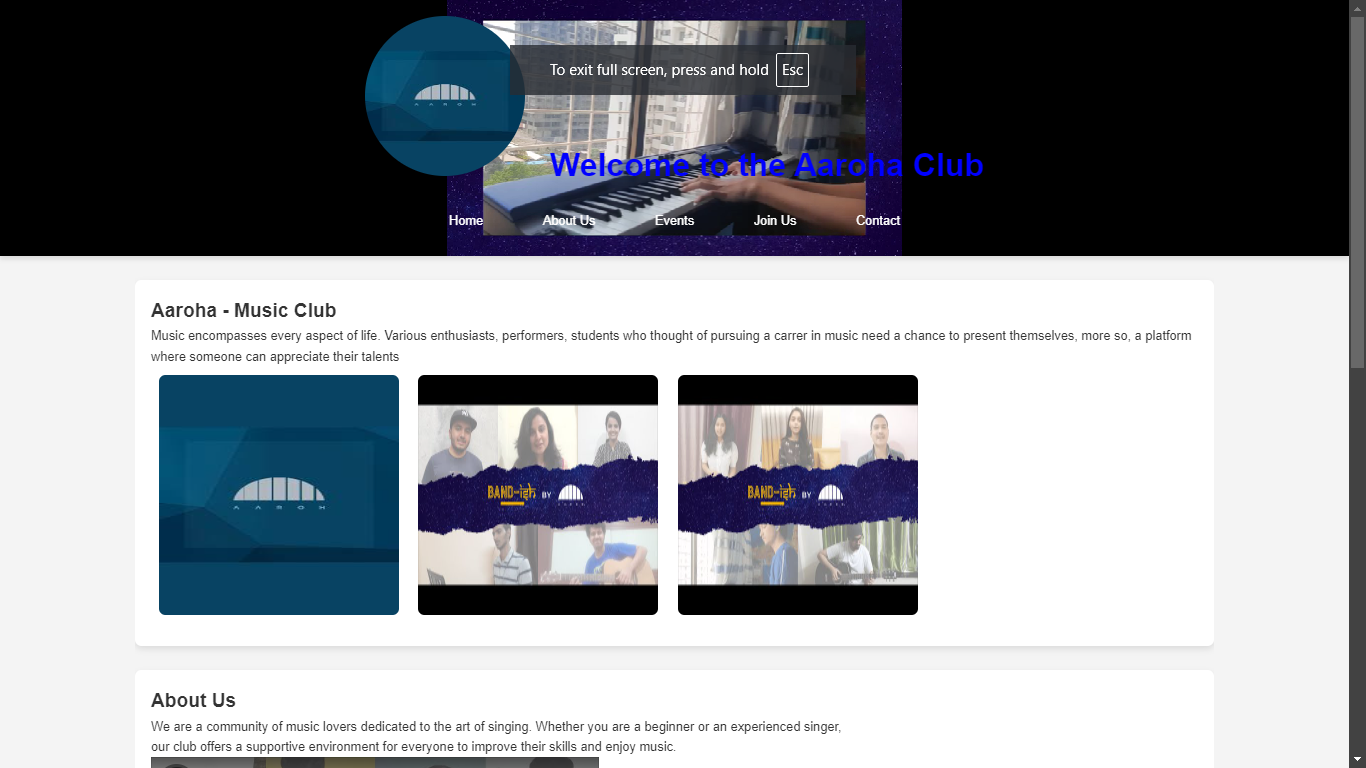 To exit full screen, press and hold Esc
AAROH
Welcome to the Aaroha Club
Home About Us Events Join Us Contact
Aaroha - Music Club
Music encompasses every aspect of life. Various enthusiasts, performers, students who thought of pursuing a carrer in music need a chance to present themselves, more so, a platform
where someone can appreciate their talents
AAROH
BAND-ish BY
BAND-ish BY
About Us
We are a community of music lovers dedicated to the art of singing. Whether you are a beginner or an experienced singer,
our club offers a supportive environment for everyone to improve their skills and enjoy music.